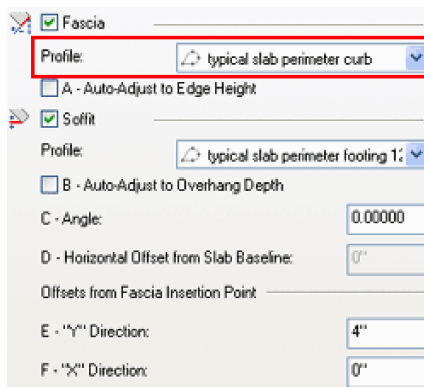 Fascia
Profile: typical slab perimeter curb
A - Auto-Adjust to Edge Height
Soffit
Profile: typical slab perimeter footing 12
B - Auto-Adjust to Overhang Depth
C - Angle: 0.00000
D - Horizontal Offset from Slab Baseline: 0"
Offsets from Fascia Insertion Point
E - "Y" Direction: 4"
F - "X" Direction: 0"